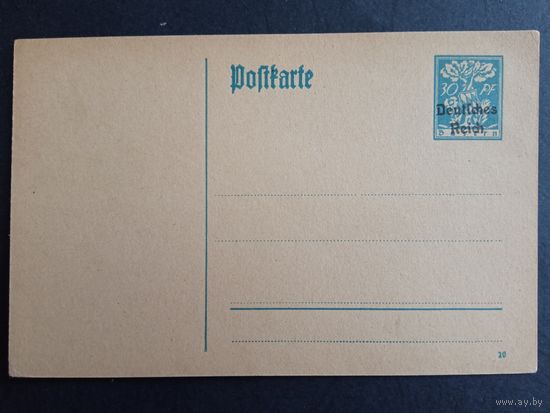 Postkarte
30 Pf
Deutsches
Reich
20
www.ay.by